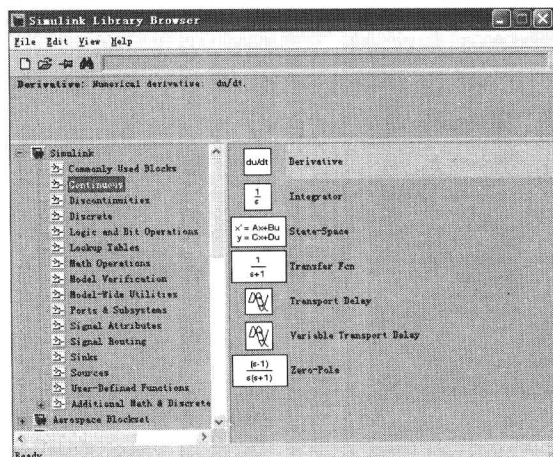 Simulink Library Browser
File Edit View Help
Derivative: Numerical derivative: du/dt.
Simulink
Commonly Used Blocks
Continuous
Discontinuities
Discrete
Logic and Bit Operations
Lookup Tables
Math Operations
Model Verification
Model-Wide Utilities
Ports & Subsystems
Signal Attributes
Signal Routing
Sinks
Sources
User-Defined Functions
Additional Math & Discrete
Aerospace Blockset
du/dt Derivative
1
s
Integrator
x' = Ax+Bu
y = Cx+Du
State-Space
1
s+1
Transfer Fcn
Transport Delay
Variable Transport Delay
(s-1)
s(s+1)
Zero-Pole
Ready